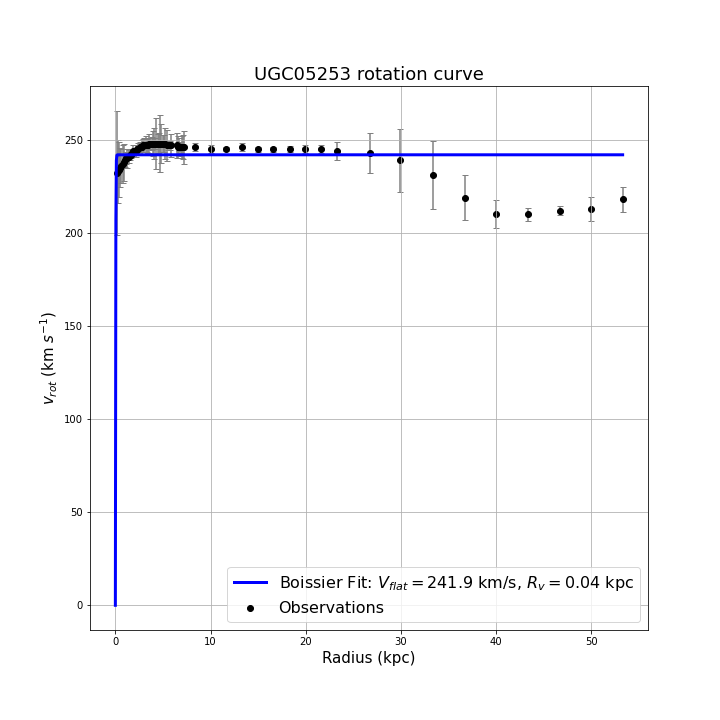 UGC05253 rotation curve
250
200
150
100
50
0
v_rot (km s⁻¹)
Boissier Fit: V_flat = 241.9 km/s, R_v = 0.04 kpc
Observations
0 10 20 30 40 50
Radius (kpc)